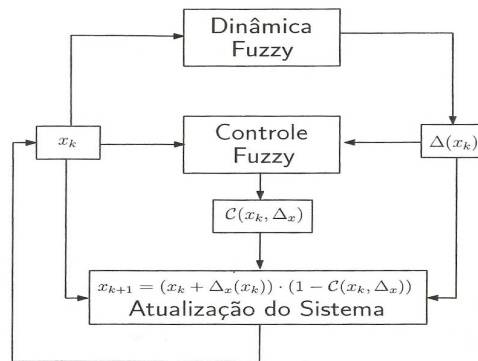 Dinâmica
Fuzzy
x_k
Controle
Fuzzy
Δ(x_k)
𝒞(x_k, Δ_x)
x_{k+1} = (x_k + Δ_x(x_k)) · (1 − 𝒞(x_k, Δ_x))
Atualização do Sistema